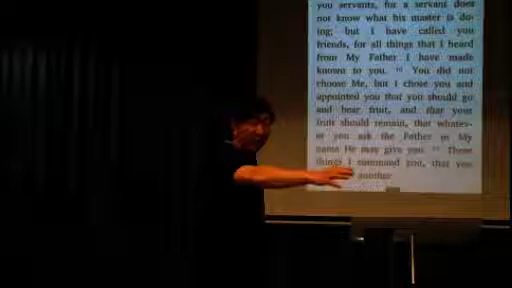 you servants, for a servant does
not know what his master is do-
ing; but I have called you
friends, for all things that I heard
from My Father I have made
known to you. You did not
choose Me, but I chose you and
appointed you that you should go
and bear fruit, and that your
fruit should remain, that whatev-
er you ask the Father in My
name He may give you. These
things I command you, that you
another